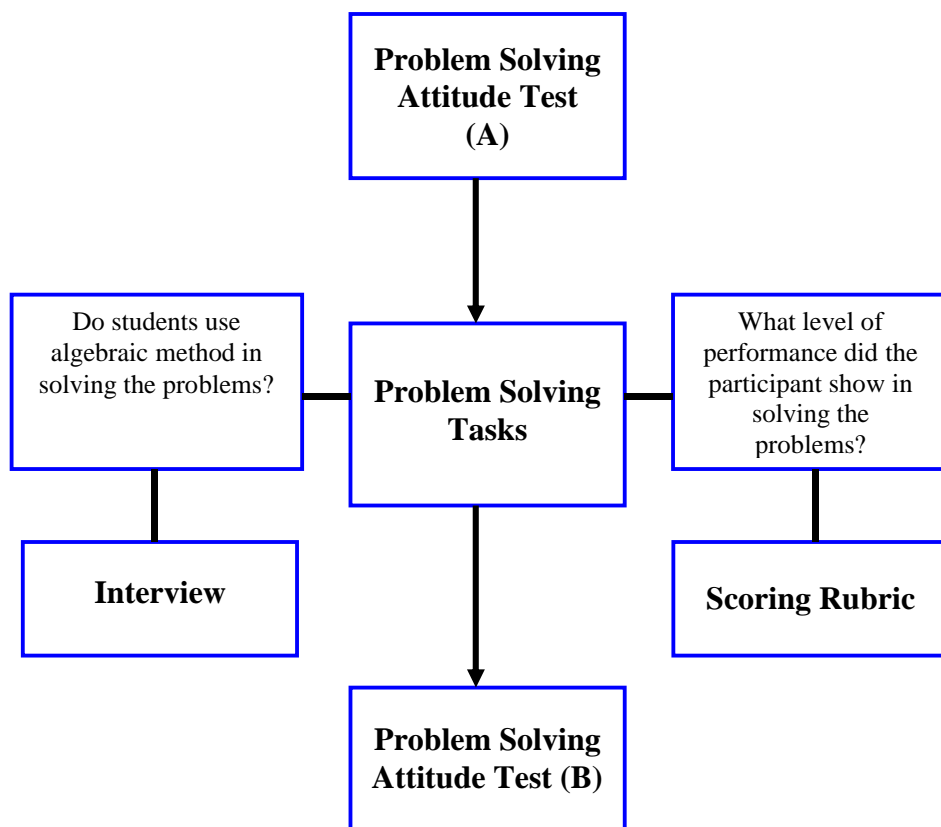 Problem Solving
Attitude Test
(A)
Do students use
algebraic method in
solving the problems?
Problem Solving
Tasks
What level of
performance did the
participant show in
solving the
problems?
Interview
Scoring Rubric
Problem Solving
Attitude Test (B)